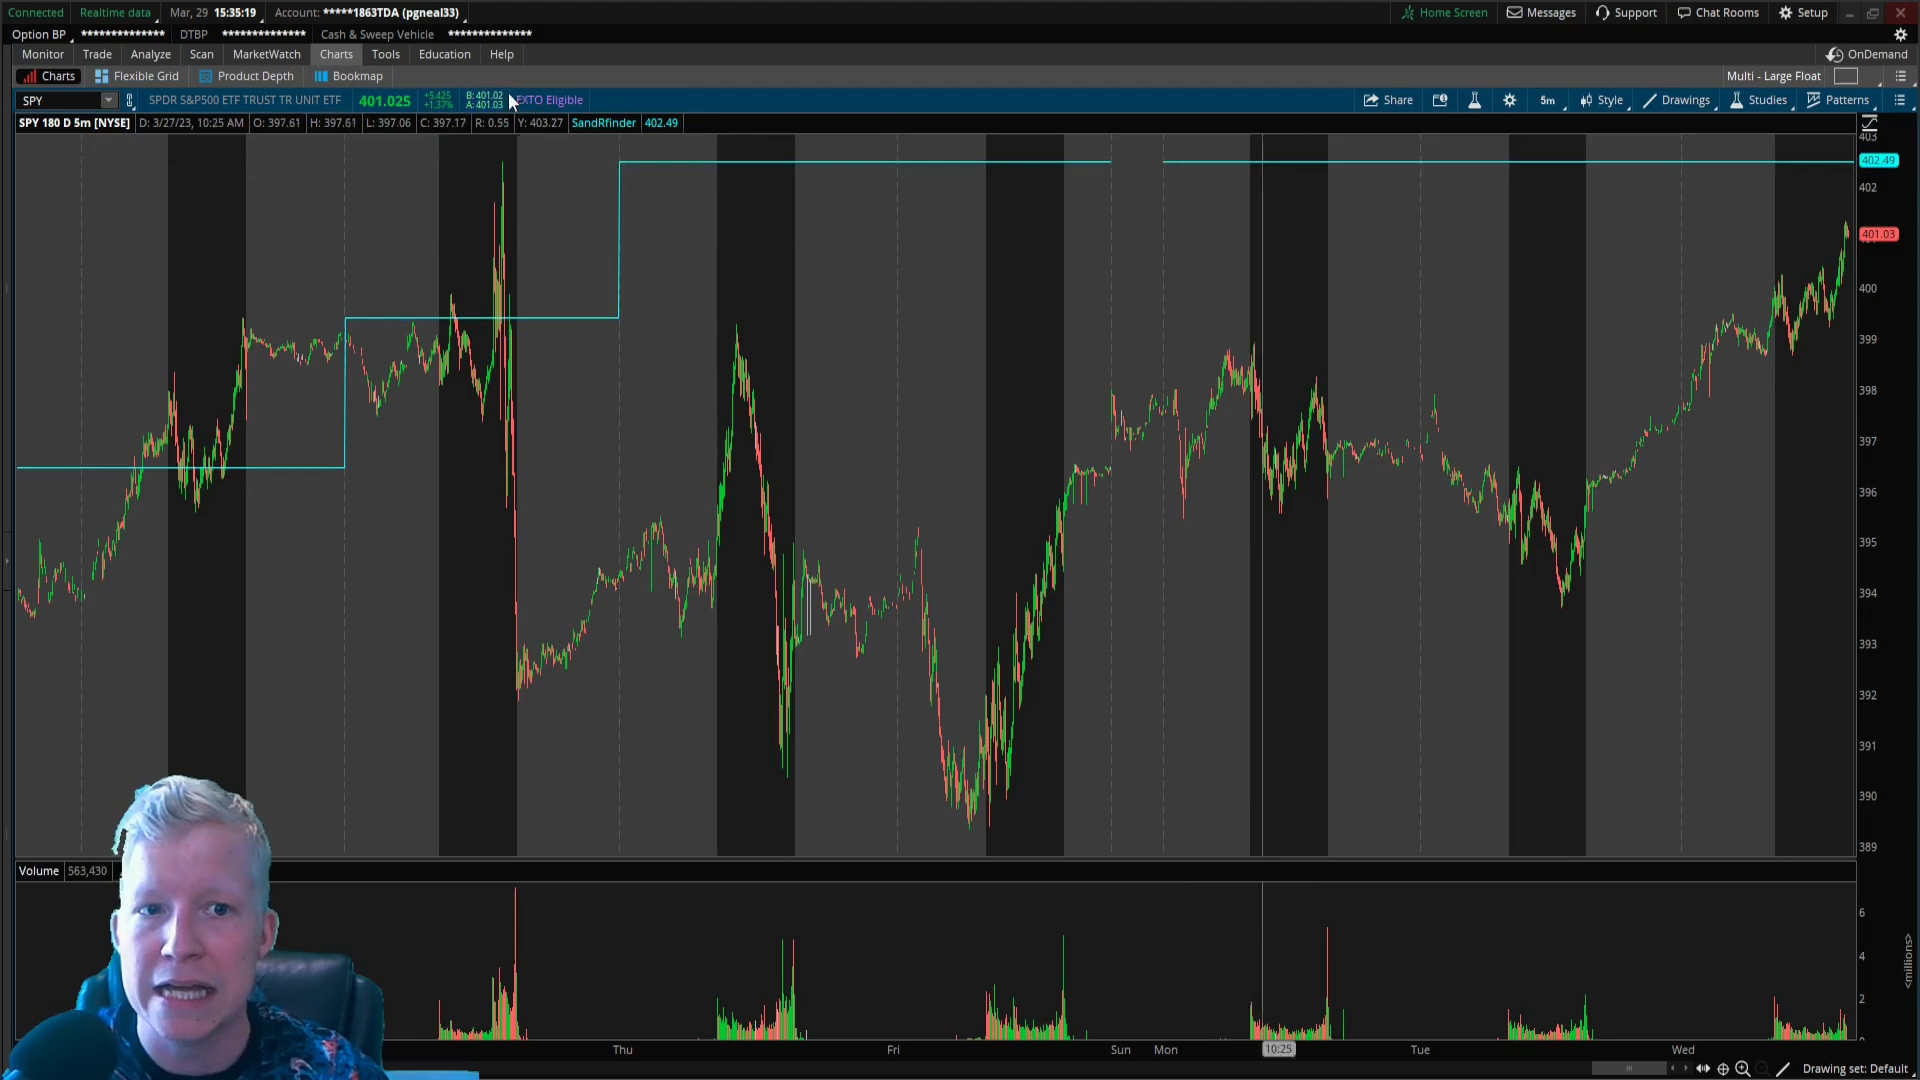 Connected Realtime data Mar, 29 15:35:19 Account: *****1863TDA (pgneal33) Home Screen Messages Support Chat Rooms Setup
Option BP ************** DTBP ************** Cash & Sweep Vehicle **************
Monitor Trade Analyze Scan MarketWatch Charts Tools Education Help OnDemand
Charts Flexible Grid Product Depth Bookmap Multi - Large Float
SPY SPDR S&P500 ETF TRUST TR UNIT ETF 401.025 +5.425 +1.37% B: 401.02 A: 401.03 EXTO Eligible Share 5m Style Drawings Studies Patterns
SPY 180 D 5m [NYSE] D: 3/27/23, 10:25 AM O: 397.61 H: 397.61 L: 397.06 C: 397.17 R: 0.55 Y: 403.27 SandRfinder 402.49
403
402.49
402
401.03
400
399
398
397
396
395
394
393
392
391
390
389
Volume 563,430
6
4
2
<millions>
Thu Fri Sun Mon 10:25 Tue Wed
Drawing set: Default